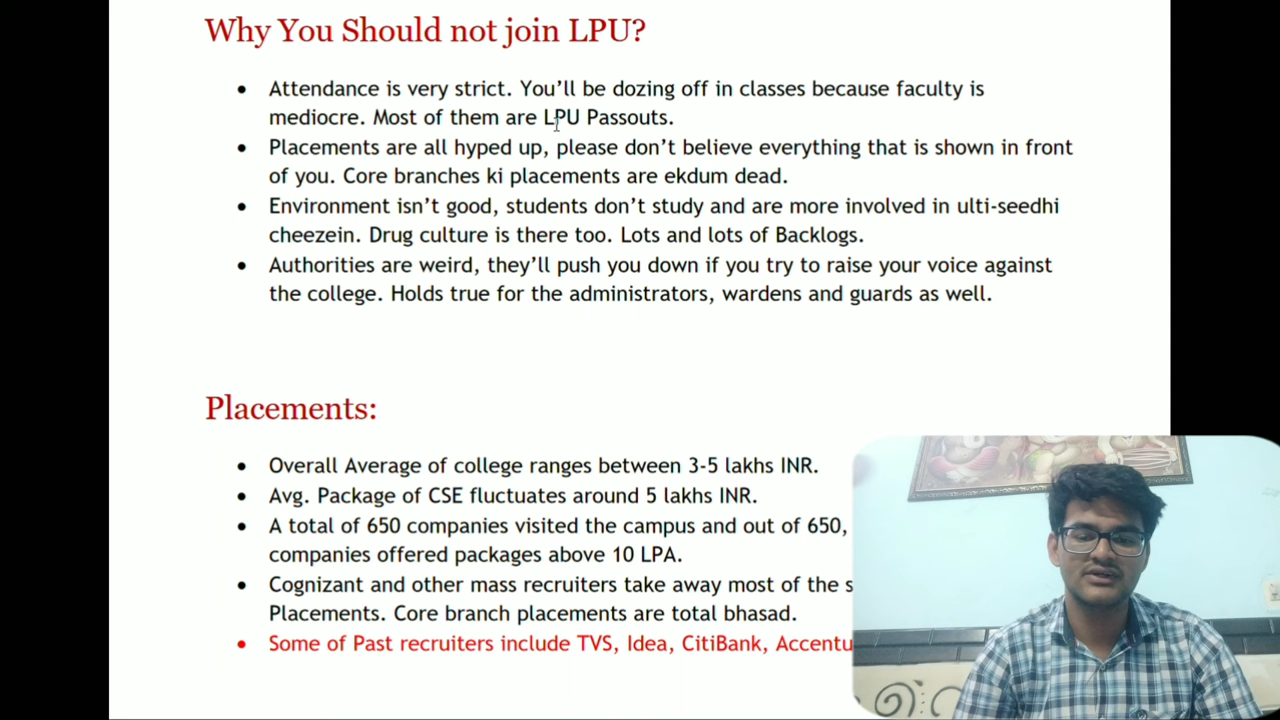 Why You Should not join LPU?
• Attendance is very strict. You'll be dozing off in classes because faculty is
mediocre. Most of them are LPU Passouts.
• Placements are all hyped up, please don't believe everything that is shown in front
of you. Core branches ki placements are ekdum dead.
• Environment isn't good, students don't study and are more involved in ulti-seedhi
cheezein. Drug culture is there too. Lots and lots of Backlogs.
• Authorities are weird, they'll push you down if you try to raise your voice against
the college. Holds true for the administrators, wardens and guards as well.
Placements:
• Overall Average of college ranges between 3-5 lakhs INR.
• Avg. Package of CSE fluctuates around 5 lakhs INR.
• A total of 650 companies visited the campus and out of 650,
companies offered packages above 10 LPA.
• Cognizant and other mass recruiters take away most of the s
Placements. Core branch placements are total bhasad.
• Some of Past recruiters include TVS, Idea, CitiBank, Accentu